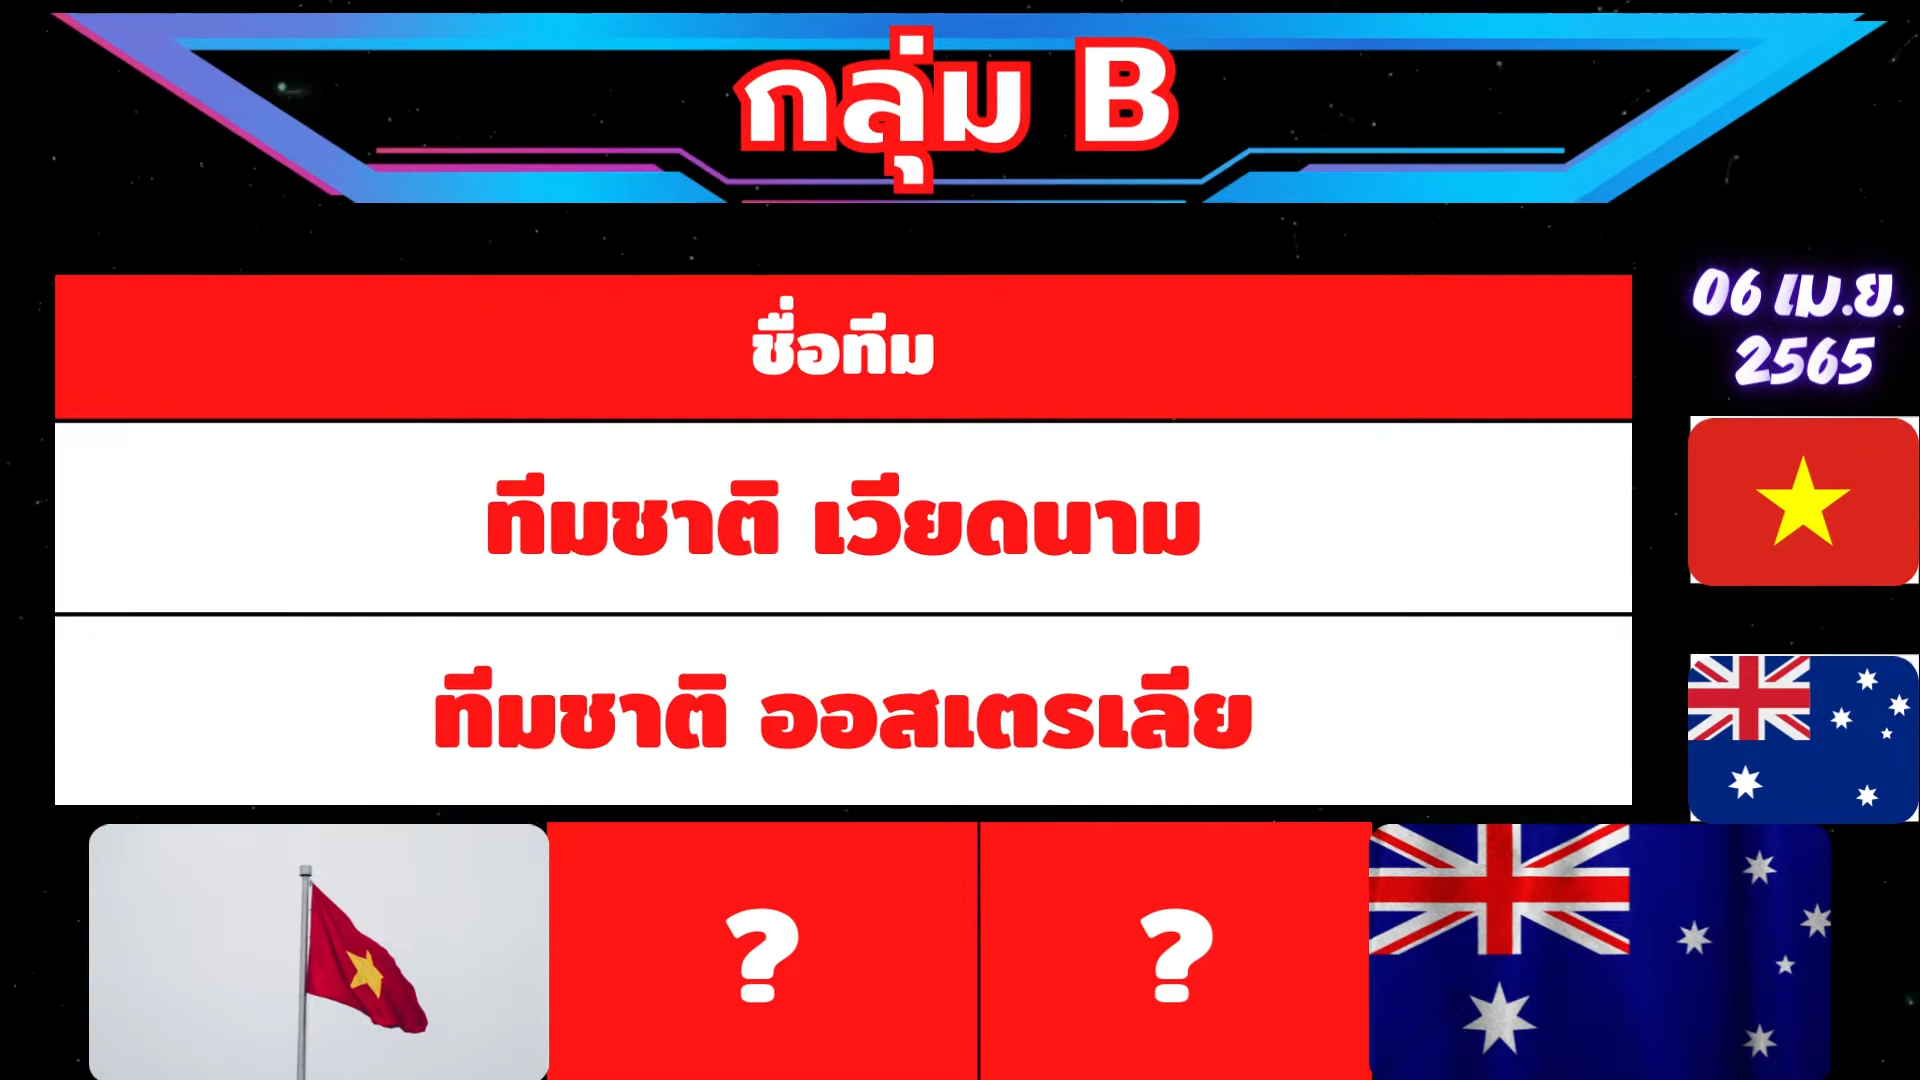 กลุ่ม B
06 เม.ย.
2565
ชื่อทีม
ทีมชาติ เวียดนาม
ทีมชาติ ออสเตรเลีย
? ?